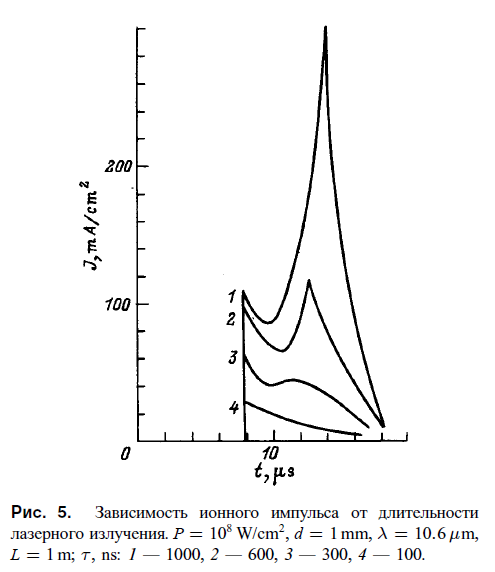 200
J, mA/cm²
1
100
2
3
4
0
10
t, μs
Рис. 5. Зависимость ионного импульса от длительности
лазерного излучения. P = 10⁸ W/cm², d = 1 mm, λ = 10.6 μm,
L = 1 m; τ, ns: 1 — 1000, 2 — 600, 3 — 300, 4 — 100.